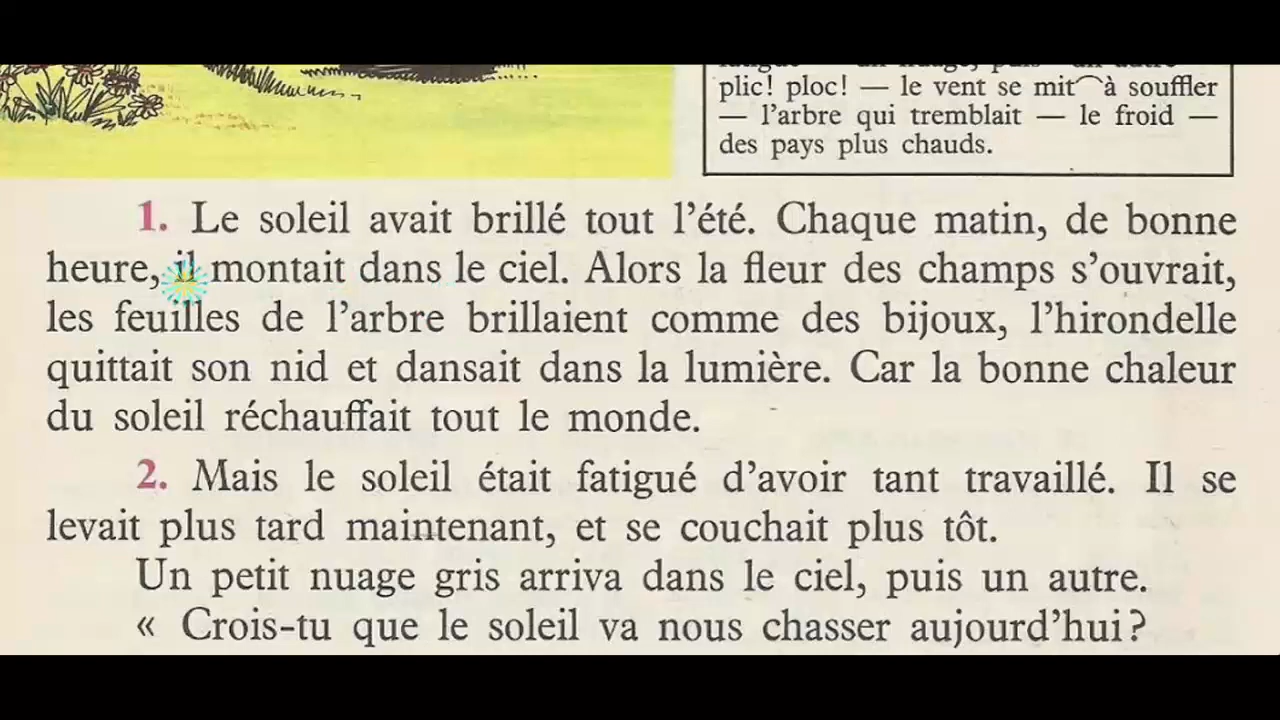 plic! ploc! — le vent se mit à souffler
— l'arbre qui tremblait — le froid —
des pays plus chauds.
1. Le soleil avait brillé tout l'été. Chaque matin, de bonne
heure, il montait dans le ciel. Alors la fleur des champs s'ouvrait,
les feuilles de l'arbre brillaient comme des bijoux, l'hirondelle
quittait son nid et dansait dans la lumière. Car la bonne chaleur
du soleil réchauffait tout le monde.
2. Mais le soleil était fatigué d'avoir tant travaillé. Il se
levait plus tard maintenant, et se couchait plus tôt.
Un petit nuage gris arriva dans le ciel, puis un autre.
« Crois-tu que le soleil va nous chasser aujourd'hui?